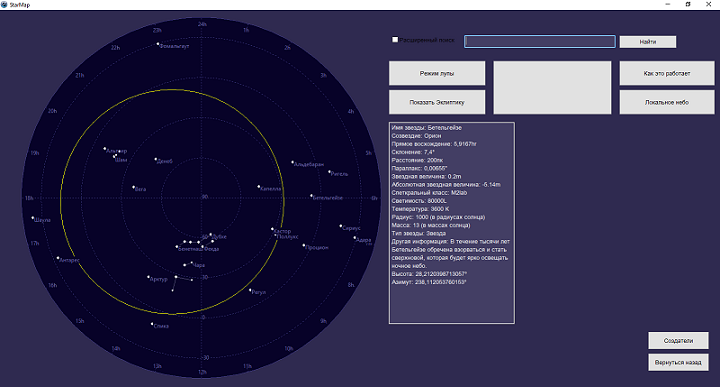 StarMap
24h
23h
1h
22h
2h
21h
3h
20h
4h
19h
5h
18h
6h
17h
7h
16h
8h
15h
9h
14h
10h
13h
11h
12h
60
-60
-30
-5
-30
Фомальгаут
Альтаир
Шам
Денеб
Вега
Капелла
Альдебаран
Ригель
Бетельгейзе
Сириус
Адара
Процион
Кастор
Поллукс
Регул
Дубхе
Бенетнаш
Фекда
Чара
Арктур
Спика
Антарес
Шаула
Расширенный поиск
Найти
Режим лупы
Как это работает
Показать Эклиптику
Локальное небо
Имя звезды: Бетельгейзе
Созвездие: Орион
Прямое восхождение: 5,9167hr
Склонение: 7,4°
Параллакс: 0,00655"
Расстояние: 200пк
Звездная величина: 0.2m
Абсолютная звездная величина: -5.14m
Спектральный класс: M2Iab
Светимость: 80000L
Температура: 3600 K
Радиус: 1000 (в радиусах солнца)
Масса: 13 (в массах солнца)
Тип звезды: Звезда
Другая информация: В течение тысячи лет
Бетельгейзе обречена взорваться и стать
сверхновой, которая будет ярко освещать
ночное небо.
Высота: 28,2120398713057°
Азимут: 238,112053760163°
Создатели
Вернуться назад